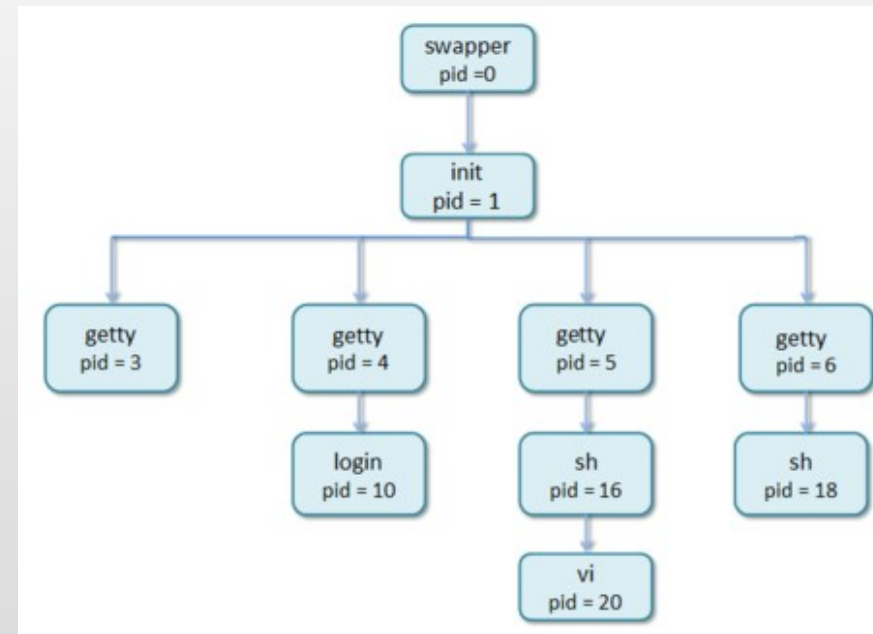 swapper
pid =0
init
pid = 1
getty
pid = 3
getty
pid = 4
getty
pid = 5
getty
pid = 6
login
pid = 10
sh
pid = 16
sh
pid = 18
vi
pid = 20